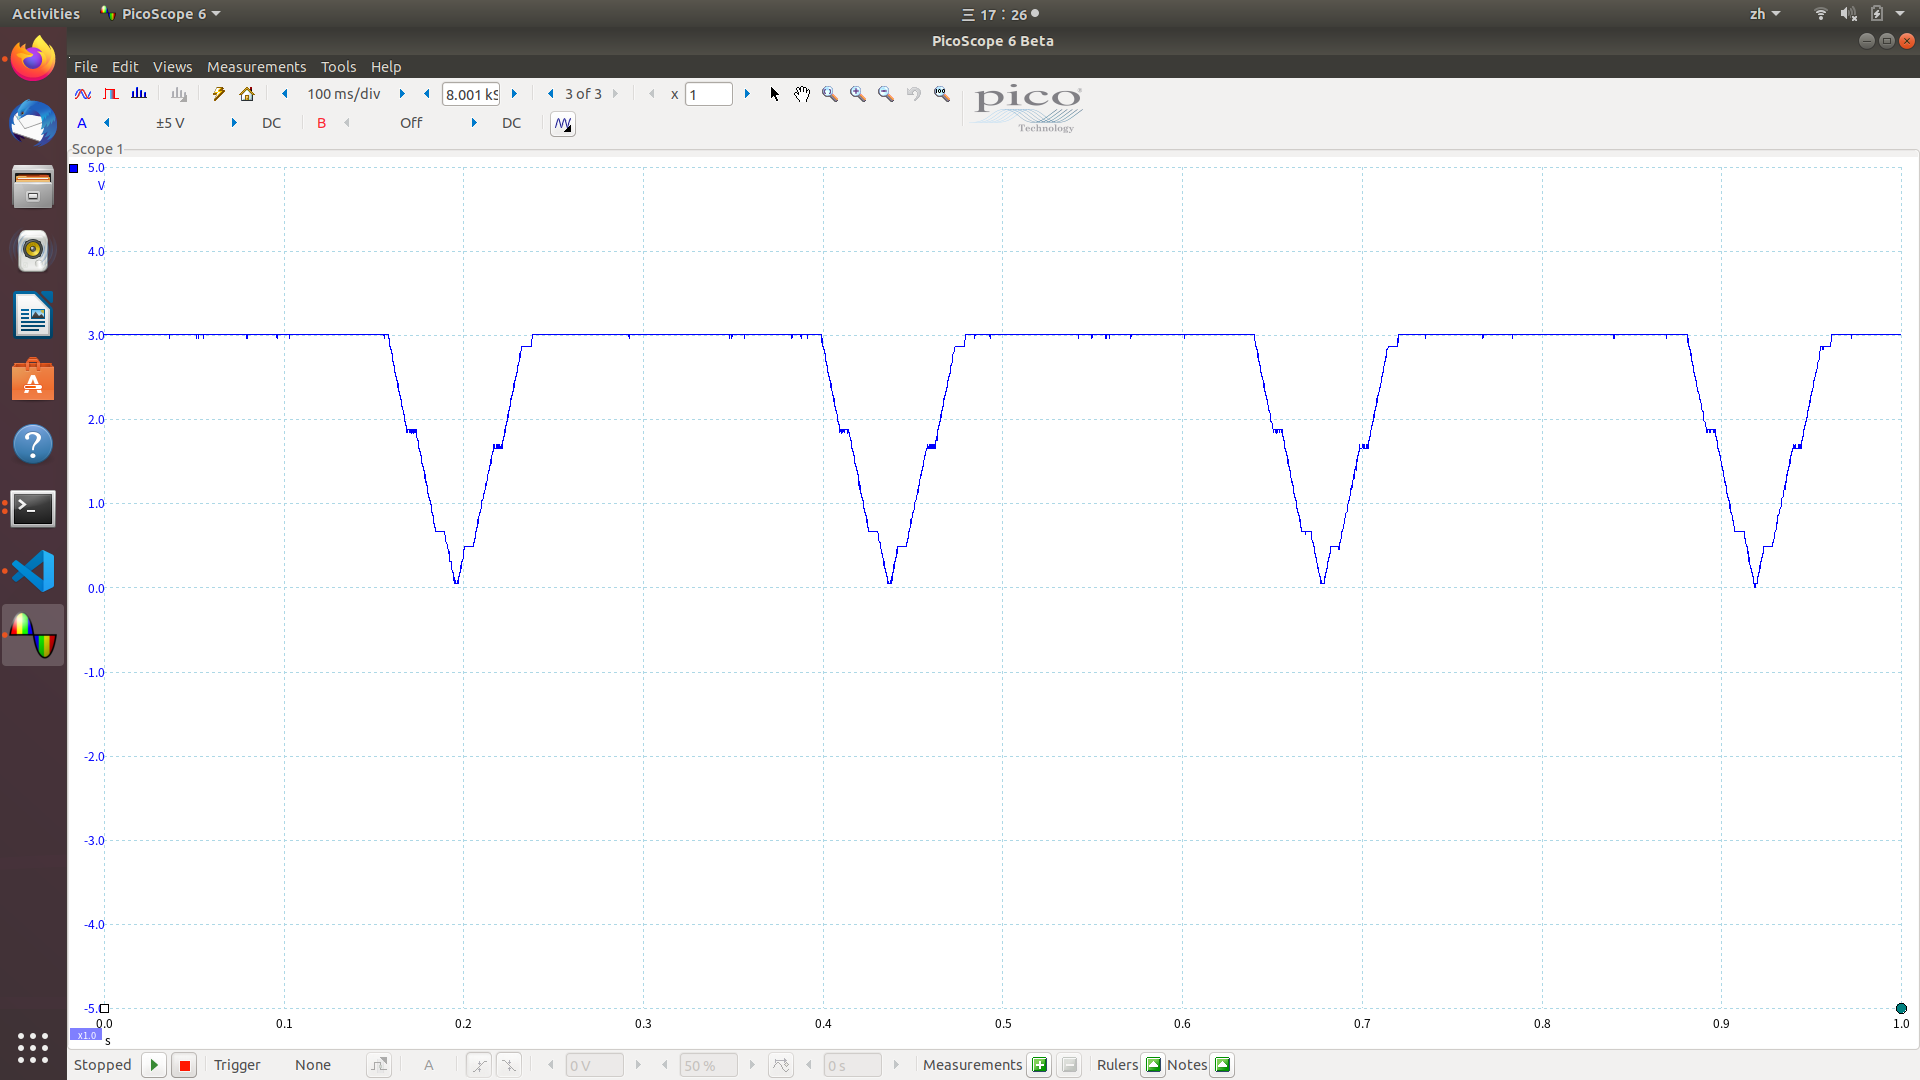 Activities PicoScope 6 三 17：26 zh
PicoScope 6 Beta
File Edit Views Measurements Tools Help
100 ms/div 8.001 kS 3 of 3 x 1
pico
Technology
A ±5 V DC B Off DC
Scope 1
5.0
V
4.0
3.0
2.0
1.0
0.0
-1.0
-2.0
-3.0
-4.0
-5.0
0.0 0.1 0.2 0.3 0.4 0.5 0.6 0.7 0.8 0.9 1.0
x1.0
s
Stopped Trigger None A 0 V 50 % 0 s Measurements Rulers Notes